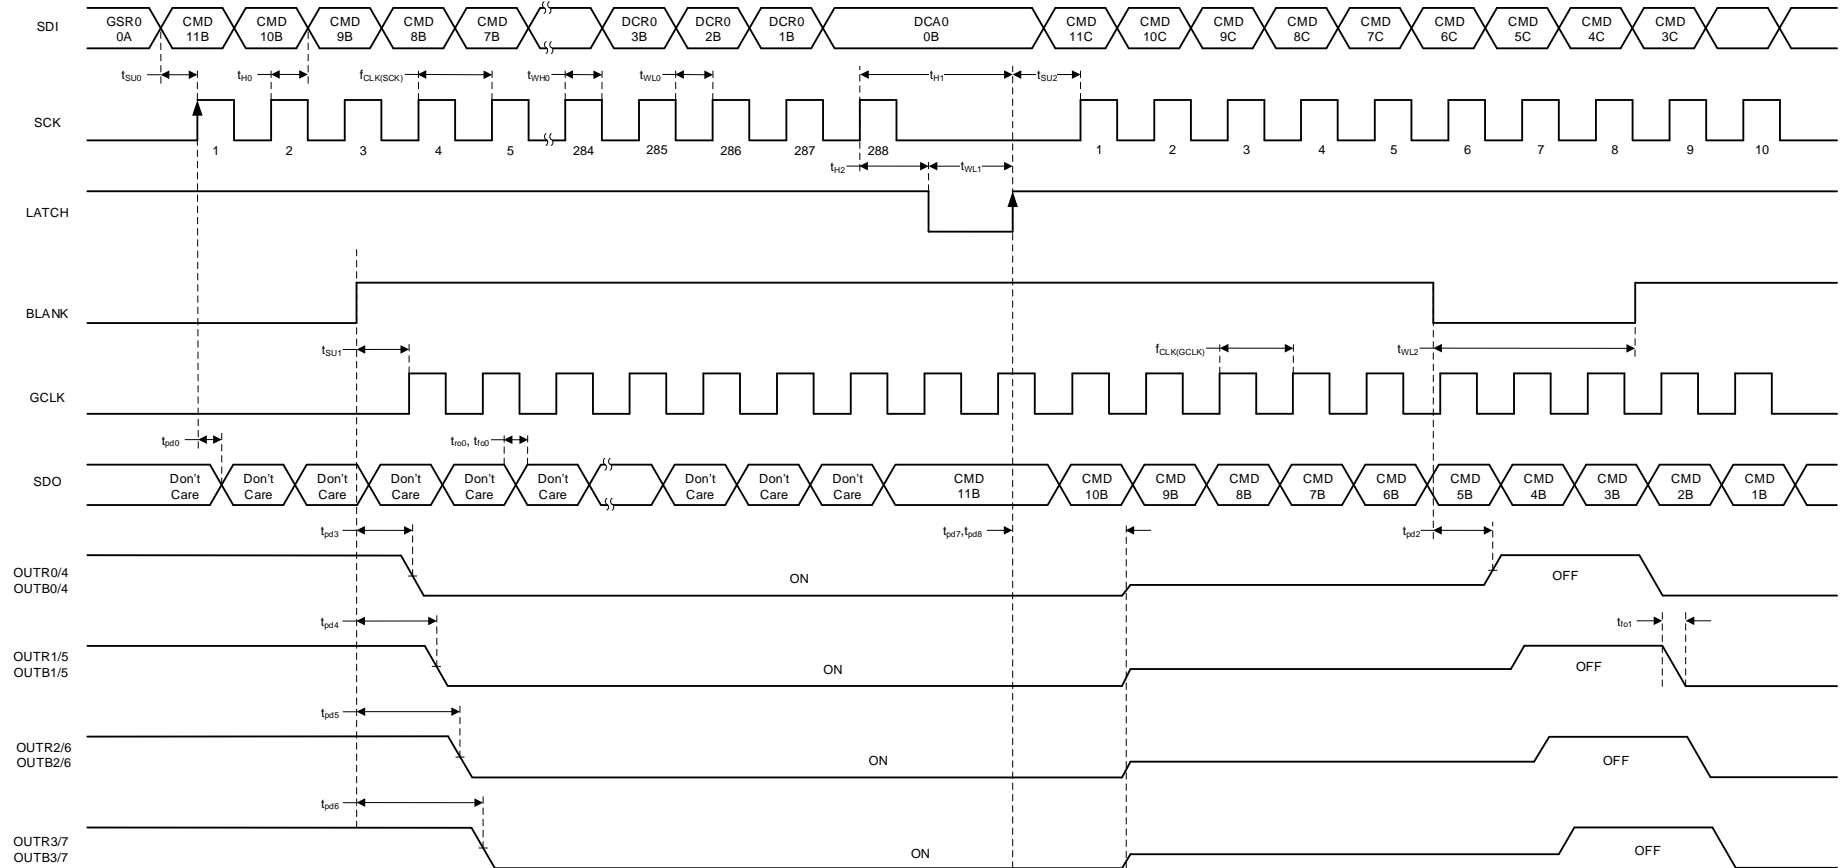 SDI
GSR0
0A
CMD
11B
CMD
10B
CMD
9B
CMD
8B
CMD
7B
DCR0
3B
DCR0
2B
DCR0
1B
DCA0
0B
CMD
11C
CMD
10C
CMD
9C
CMD
8C
CMD
7C
CMD
6C
CMD
5C
CMD
4C
CMD
3C
tSU0
tH0
fCLK(SCK)
tWH0
tWL0
tH1
tSU2
SCK
1 2 3 4 5 284 285 286 287 288 1 2 3 4 5 6 7 8 9 10
tH2
tWL1
LATCH
BLANK
tSU1
fCLK(GCLK)
tWL2
GCLK
tpd0
tro0, tfo0
SDO
Don't
Care
Don't
Care
Don't
Care
Don't
Care
Don't
Care
Don't
Care
Don't
Care
Don't
Care
Don't
Care
CMD
11B
CMD
10B
CMD
9B
CMD
8B
CMD
7B
CMD
6B
CMD
5B
CMD
4B
CMD
3B
CMD
2B
CMD
1B
tpd3
tpd7,tpd8
tpd2
OUTR0/4
OUTB0/4
ON
OFF
tpd4
tfo1
OUTR1/5
OUTB1/5
ON
OFF
tpd5
OUTR2/6
OUTB2/6
ON
OFF
tpd6
OUTR3/7
OUTB3/7
ON
OFF